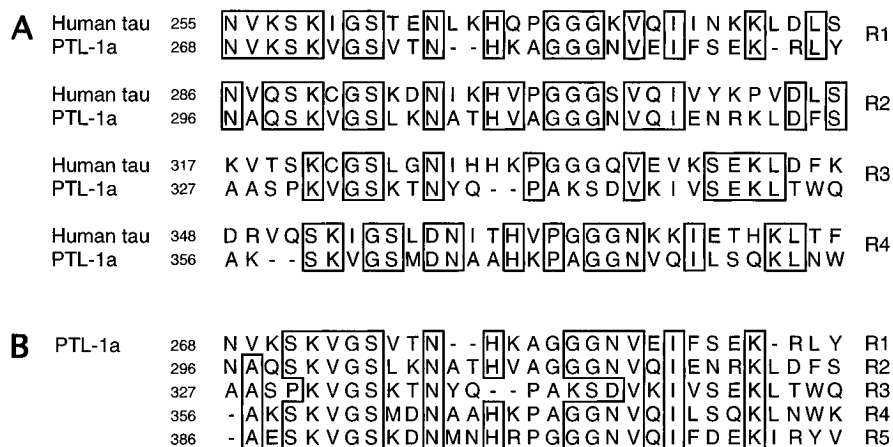 A
Human tau 255 N V K S K I G S T E N L K H Q P G G G K V Q I I N K K L D L S R1
PTL-1a 268 N V K S K V G S V T N - - H K A G G G N V E I F S E K - R L Y
Human tau 286 N V Q S K C G S K D N I K H V P G G G S V Q I V Y K P V D L S R2
PTL-1a 296 N A Q S K V G S L K N A T H V A G G G N V Q I E N R K L D F S
Human tau 317 K V T S K C G S L G N I H H K P G G G Q V E V K S E K L D F K R3
PTL-1a 327 A A S P K V G S K T N Y Q - - P A K S D V K I V S E K L T W Q
Human tau 348 D R V Q S K I G S L D N I T H V P G G G N K K I E T H K L T F R4
PTL-1a 356 A K - - S K V G S M D N A A H K P A G G N V Q I L S Q K L N W
B
PTL-1a 268 N V K S K V G S V T N - - H K A G G G N V E I F S E K - R L Y R1
296 N A Q S K V G S L K N A T H V A G G G N V Q I E N R K L D F S R2
327 A A S P K V G S K T N Y Q - - P A K S D V K I V S E K L T W Q R3
356 - A K S K V G S M D N A A H K P A G G N V Q I L S Q K L N W K R4
386 - A E S K V G S K D N M N H R P G G G N V Q I F D E K I R Y V R5